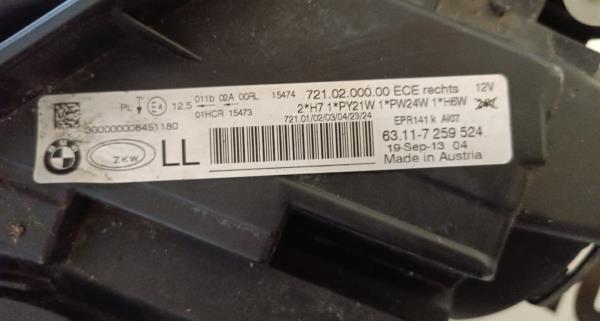 PL E4 12.5 011b 02A 00RL 15474 721.02.000.00 ECE rechts 12V
01HCR 15473 2*H7 1*PY21W 1*PW24W 1*H6W 24V
721.01/02/03/04/23/24 EPR141 k AI07
300000008451180
BMW ZKW LL 63.11-7 259 524
19-Sep-13 04
Made in Austria